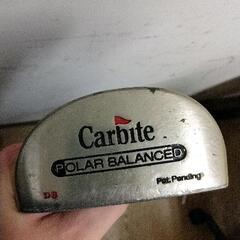 Carbite
POLAR BALANCED
Pat. Pending